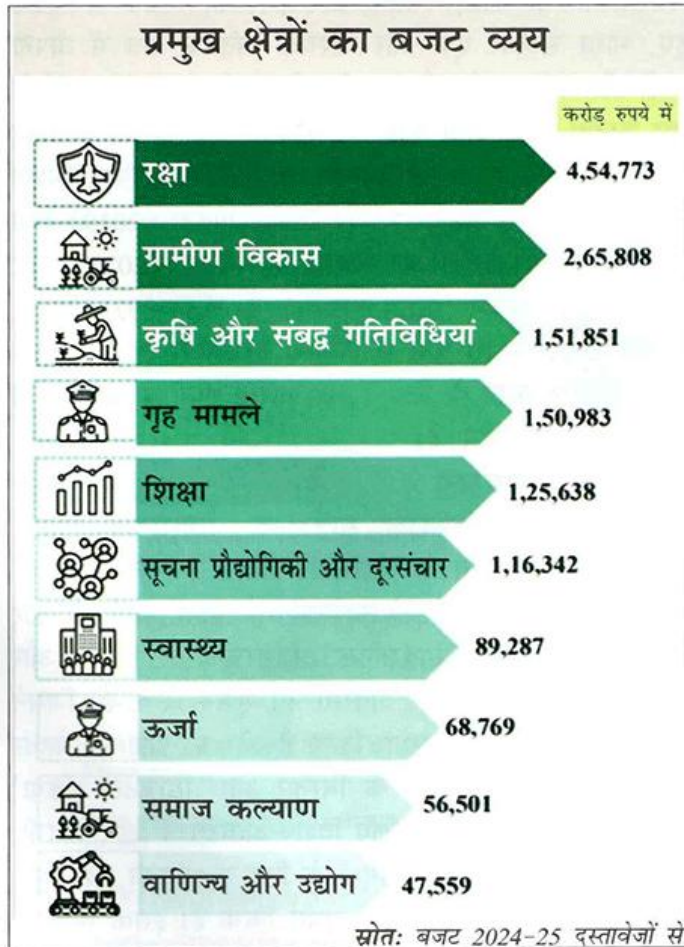 प्रमुख क्षेत्रों का बजट व्यय
करोड़ रुपये में
रक्षा 4,54,773
ग्रामीण विकास 2,65,808
कृषि और संबद्व गतिविधियां 1,51,851
गृह मामले 1,50,983
शिक्षा 1,25,638
सूचना प्रौद्योगिकी और दूरसंचार 1,16,342
स्वास्थ्य 89,287
ऊर्जा 68,769
समाज कल्याण 56,501
वाणिज्य और उद्योग 47,559
स्रोतः बजट 2024-25 दस्तावेजों से